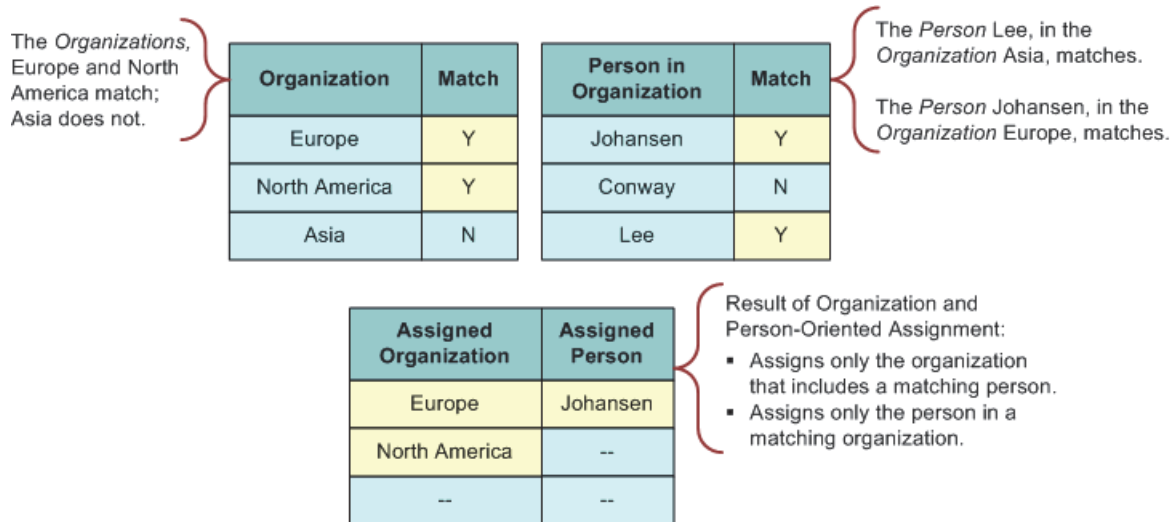 The Organizations,
Europe and North
America match;
Asia does not.
Organization Match
Europe Y
North America Y
Asia N
Person in
Organization Match
Johansen Y
Conway N
Lee Y
The Person Lee, in the
Organization Asia, matches.
The Person Johansen, in the
Organization Europe, matches.
Assigned
Organization
Assigned
Person
Europe Johansen
North America --
-- --
Result of Organization and
Person-Oriented Assignment:
▪ Assigns only the organization
that includes a matching person.
▪ Assigns only the person in a
matching organization.